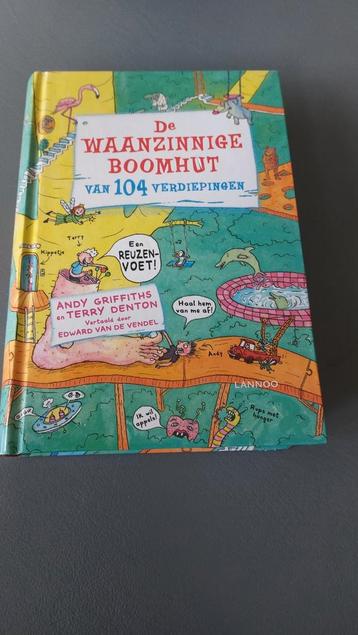 De
WAANZINNIGE
BOOMHUT
VAN 104 VERDIEPINGEN
Terry
Kippetje
Een
REUZEN-
VOET!
ANDY GRIFFITHS
en TERRY DENTON
Vertaald door
EDWARD VAN DE VENDEL
Haal hem
van me af!
Andy
LANNOO
Ik wil
appels!
Rups met
honger